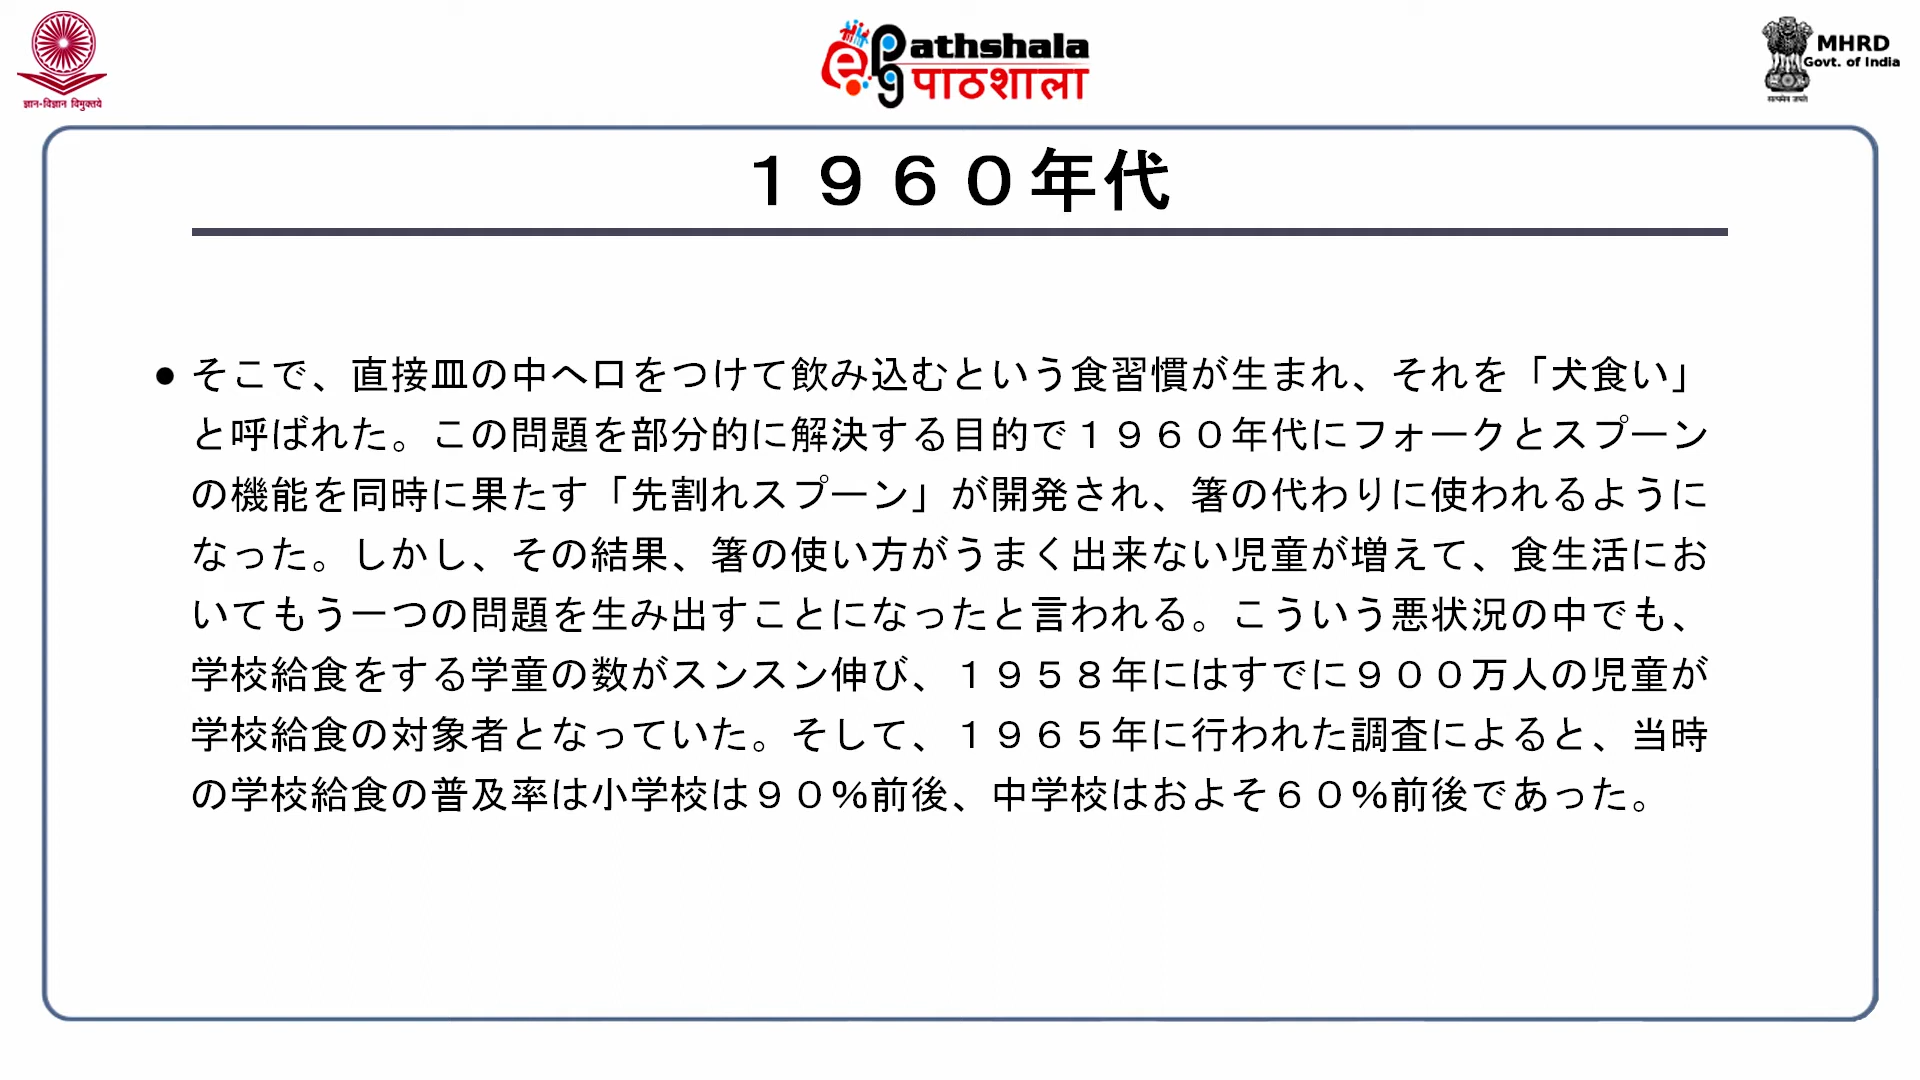 ज्ञान-विज्ञान विमुक्तये
e pg Pathshala
पाठशाला
MHRD
Govt. of India
सत्यमेव जयते
１９６０年代
● そこで、直接皿の中へ口をつけて飲み込むという食習慣が生まれ、それを「犬食い」
と呼ばれた。この問題を部分的に解決する目的で１９６０年代にフォークとスプーン
の機能を同時に果たす「先割れスプーン」が開発され、箸の代わりに使われるように
なった。しかし、その結果、箸の使い方がうまく出来ない児童が増えて、食生活にお
いてもう一つの問題を生み出すことになったと言われる。こういう悪状況の中でも、
学校給食をする学童の数がスンスン伸び、１９５８年にはすでに９００万人の児童が
学校給食の対象者となっていた。そして、１９６５年に行われた調査によると、当時
の学校給食の普及率は小学校は９０％前後、中学校はおよそ６０％前後であった。